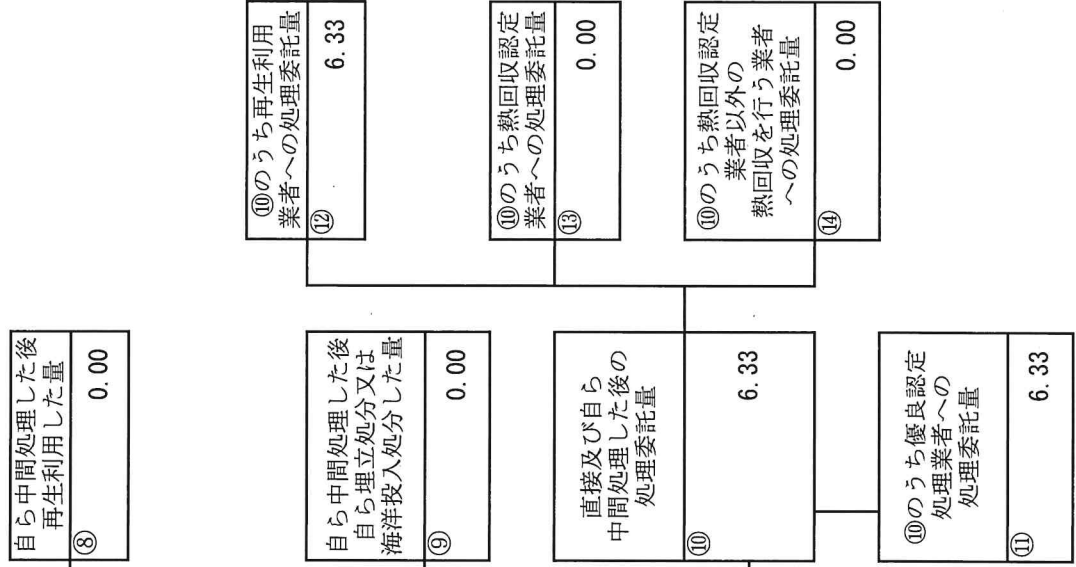 自ら中間処理した後
再生利用した量
⑧
0.00
自ら中間処理した後
自ら埋立処分又は
海洋投入処分した量
⑨
0.00
直接及び自ら
中間処理した後の
処理委託量
⑩
6.33
⑩のうち優良認定
処理業者への
処理委託量
⑪
6.33
⑩のうち再生利用
業者への処理委託量
⑫
6.33
⑩のうち熱回収認定
業者への処理委託量
⑬
0.00
⑩のうち熱回収認定
業者以外の
熱回収を行う業者
への処理委託量
⑭
0.00